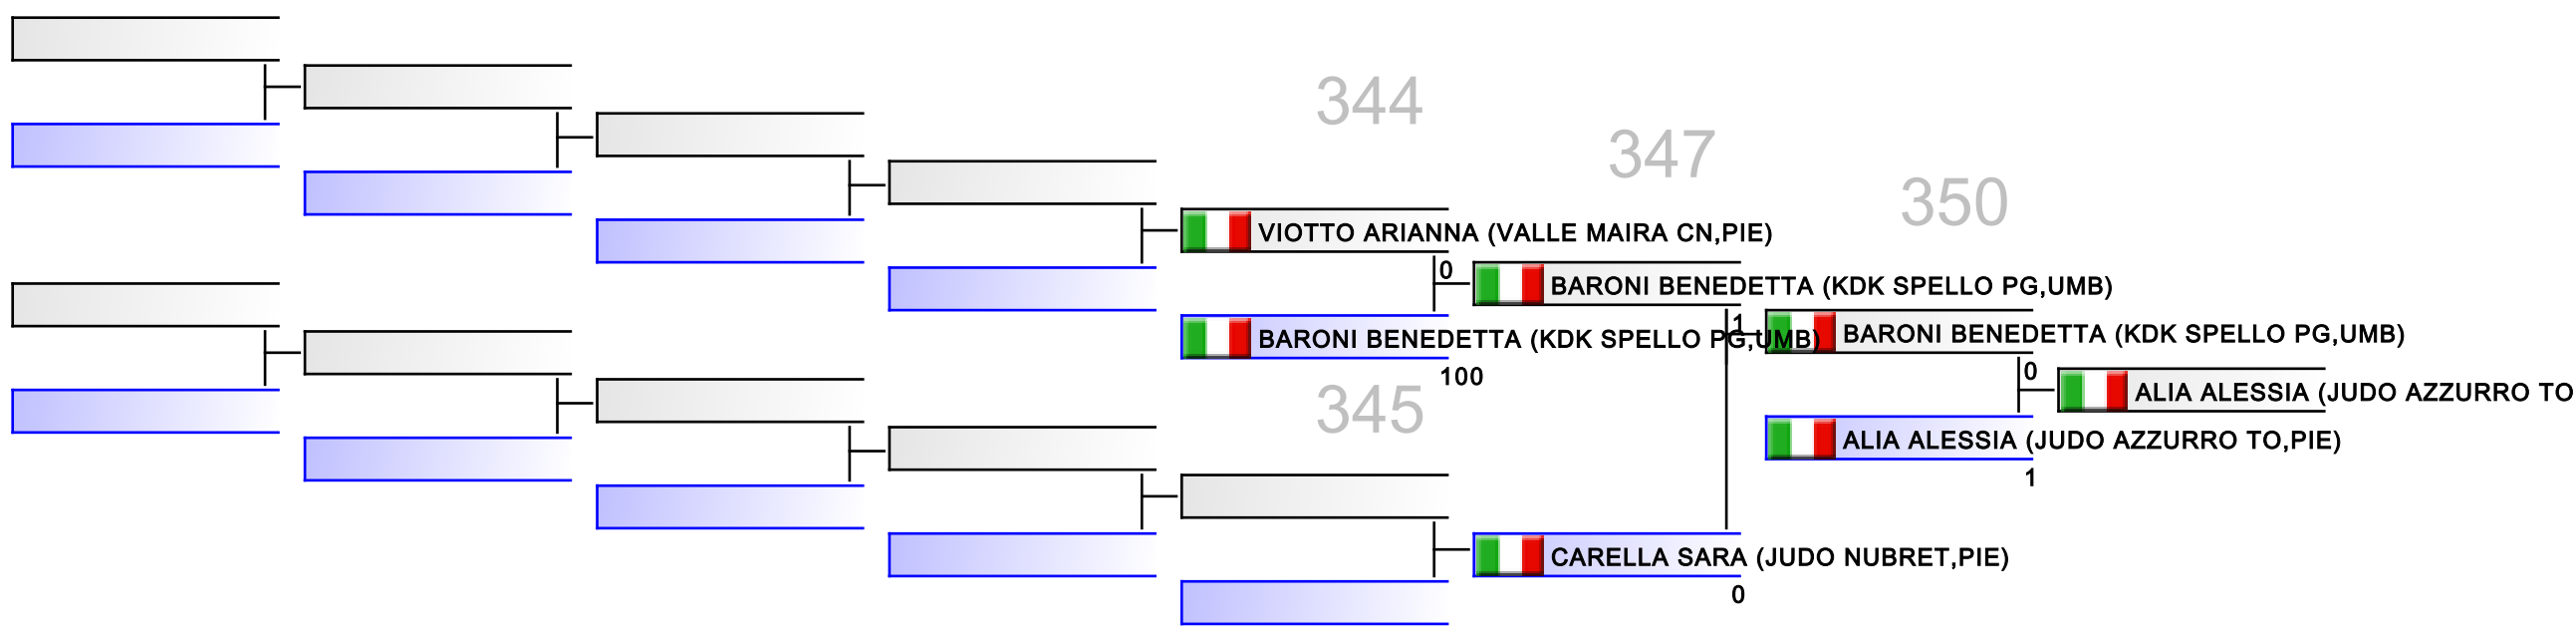 344
347
350
VIOTTO ARIANNA (VALLE MAIRA CN,PIE)
0
BARONI BENEDETTA (KDK SPELLO PG,UMB)
1
BARONI BENEDETTA (KDK SPELLO PG,UMB)
BARONI BENEDETTA (KDK SPELLO PG,UMB)
100
0
ALIA ALESSIA (JUDO AZZURRO TO
345
ALIA ALESSIA (JUDO AZZURRO TO,PIE)
1
CARELLA SARA (JUDO NUBRET,PIE)
0